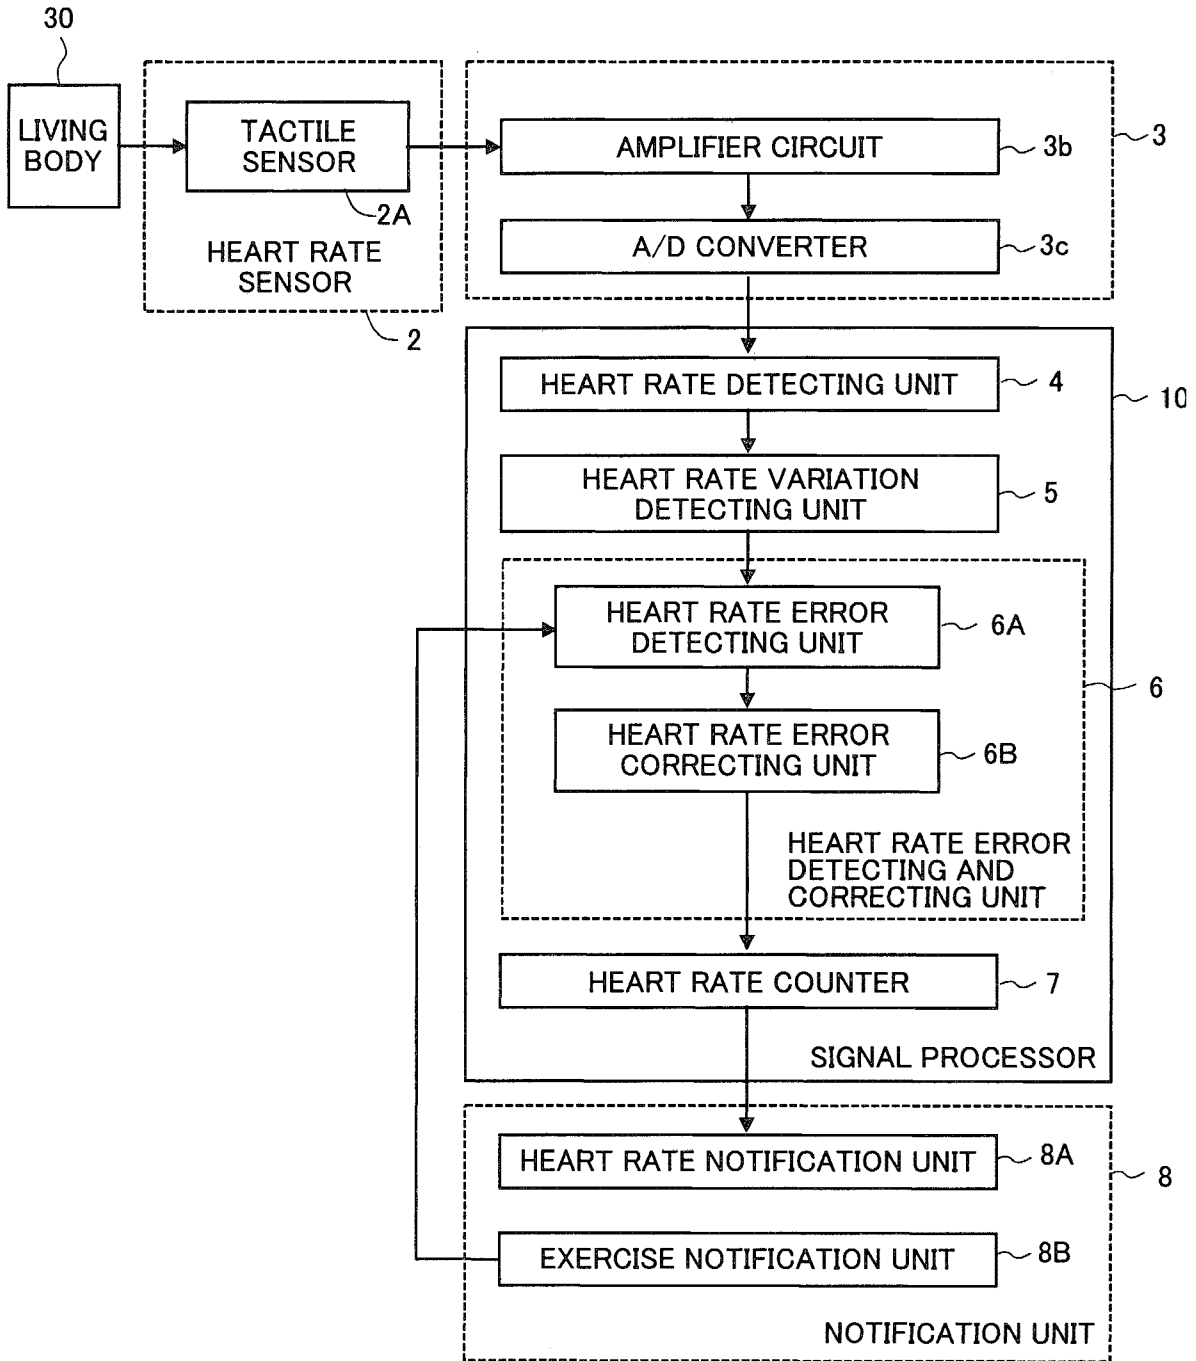 30
LIVING
BODY
TACTILE
SENSOR
2A
HEART RATE
SENSOR
2
AMPLIFIER CIRCUIT
3b
3
A/D CONVERTER
3c
HEART RATE DETECTING UNIT
4
10
HEART RATE VARIATION
DETECTING UNIT
5
HEART RATE ERROR
DETECTING UNIT
6A
6
HEART RATE ERROR
CORRECTING UNIT
6B
HEART RATE ERROR
DETECTING AND
CORRECTING UNIT
HEART RATE COUNTER
7
SIGNAL PROCESSOR
HEART RATE NOTIFICATION UNIT
8A
8
EXERCISE NOTIFICATION UNIT
8B
NOTIFICATION UNIT